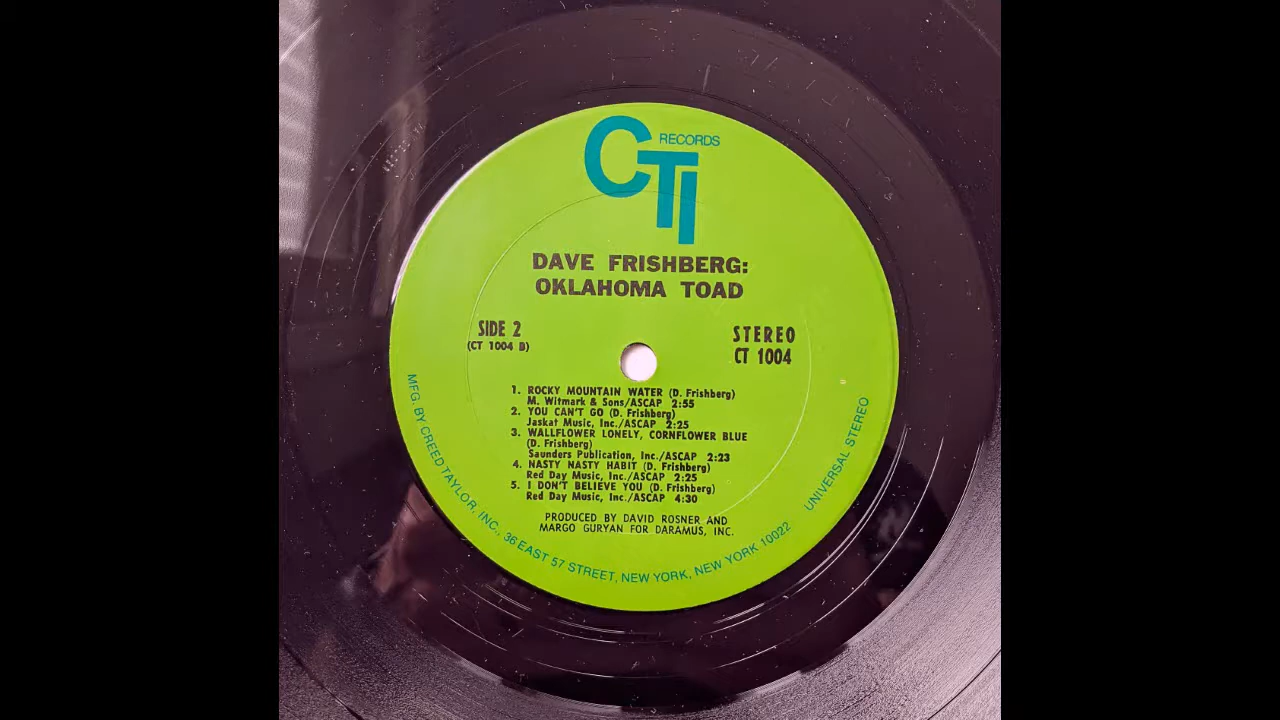 CTI RECORDS
DAVE FRISHBERG:
OKLAHOMA TOAD
SIDE 2
(CT 1004 B)
STEREO
CT 1004
1. ROCKY MOUNTAIN WATER (D. Frishberg)
M. Witmark & Sons/ASCAP 2:55
2. YOU CAN'T GO (D. Frishberg)
Jaskat Music, Inc./ASCAP 2:25
3. WALLFLOWER LONELY, CORNFLOWER BLUE
(D. Frishberg)
Saunders Publication, Inc./ASCAP 2:23
4. NASTY NASTY HABIT (D. Frishberg)
Red Day Music, Inc./ASCAP 2:25
5. I DON'T BELIEVE YOU (D. Frishberg)
Red Day Music, Inc./ASCAP 4:30
PRODUCED BY DAVID ROSNER AND
MARGO GURYAN FOR DARAMUS, INC.
MFG. BY CREED TAYLOR, INC., 36 EAST 57 STREET, NEW YORK, NEW YORK 10022
UNIVERSAL STEREO